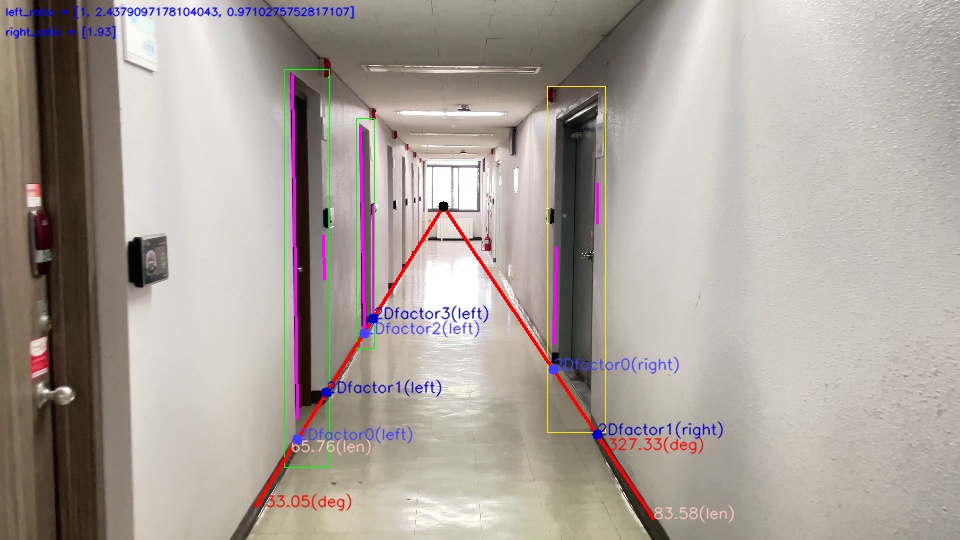 left_ratio = [1, 2.4379097178104043, 0.9710275752817107]
right_ratio = [1.93]
2Dfactor3(left)
2Dfactor2(left)
2Dfactor0(right)
2Dfactor1(left)
2Dfactor1(right)
2Dfactor0(left)
327.33(deg)
65.76(len)
33.05(deg)
83.58(len)